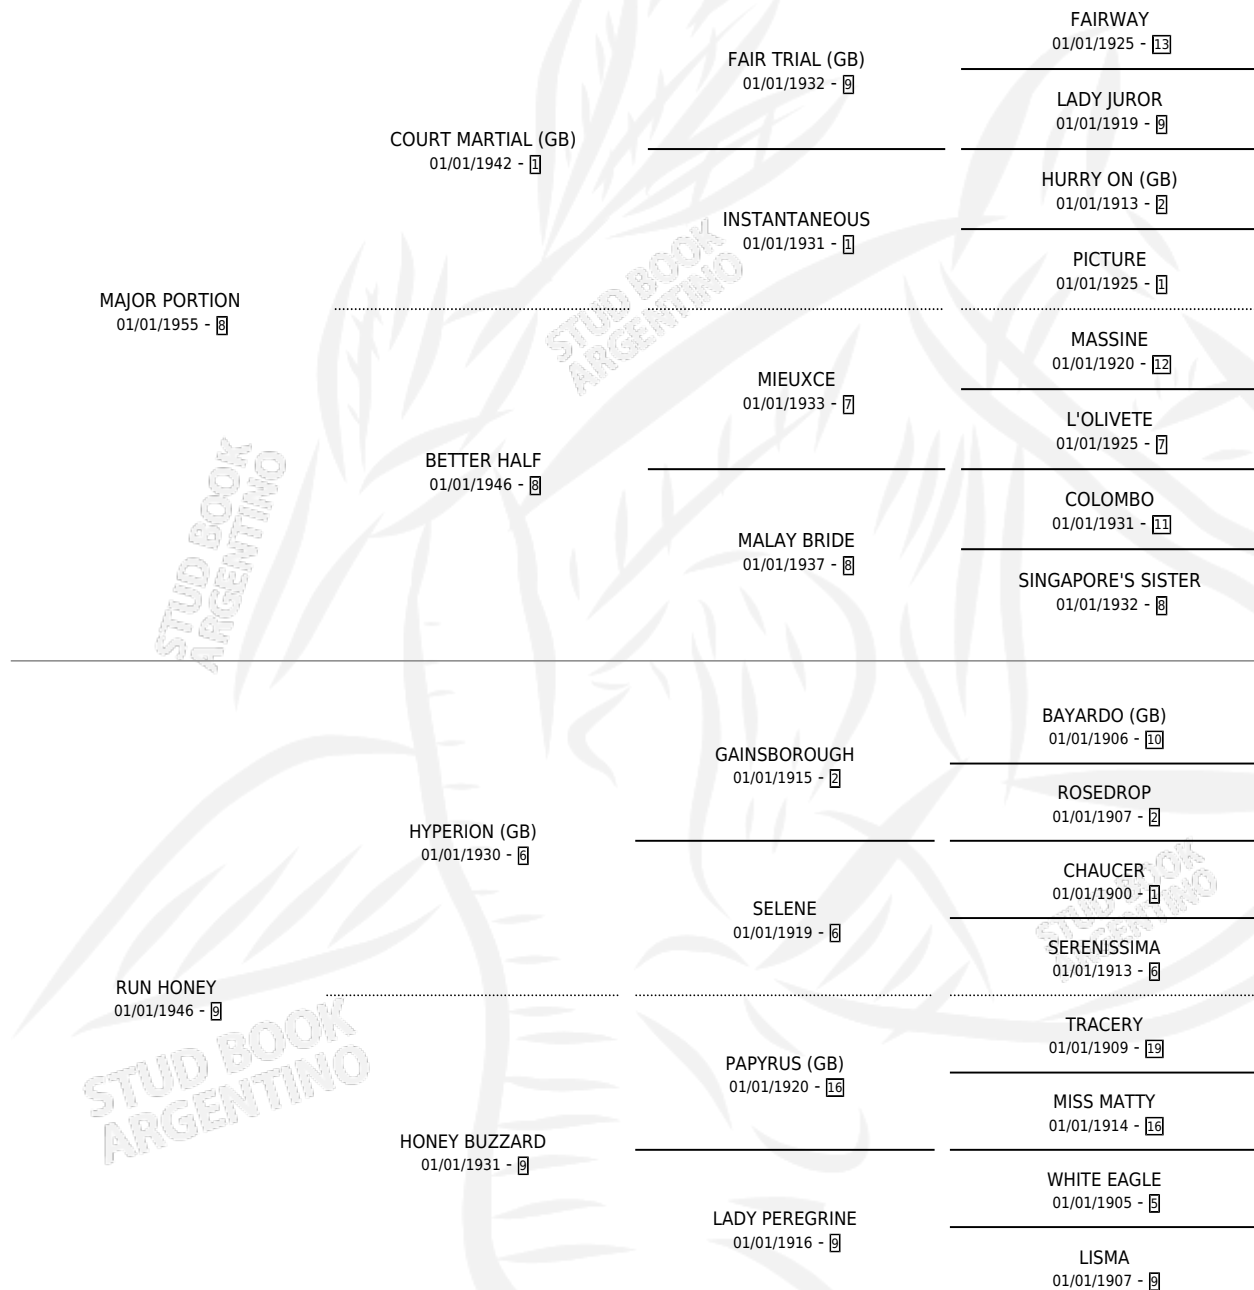 FAIRWAY
01/01/1925 - 13
FAIR TRIAL (GB)
01/01/1932 - 9
LADY JUROR
01/01/1919 - 9
COURT MARTIAL (GB)
01/01/1942 - 1
HURRY ON (GB)
01/01/1913 - 2
INSTANTANEOUS
01/01/1931 - 1
PICTURE
01/01/1925 - 1
MAJOR PORTION
01/01/1955 - 8
MASSINE
01/01/1920 - 12
MIEUXCE
01/01/1933 - 7
L'OLIVETE
01/01/1925 - 7
BETTER HALF
01/01/1946 - 8
COLOMBO
01/01/1931 - 11
MALAY BRIDE
01/01/1937 - 8
SINGAPORE'S SISTER
01/01/1932 - 8
BAYARDO (GB)
01/01/1906 - 10
GAINSBOROUGH
01/01/1915 - 2
ROSEDROP
01/01/1907 - 2
HYPERION (GB)
01/01/1930 - 6
CHAUCER
01/01/1900 - 1
SELENE
01/01/1919 - 6
SERENISSIMA
01/01/1913 - 6
RUN HONEY
01/01/1946 - 9
TRACERY
01/01/1909 - 19
PAPYRUS (GB)
01/01/1920 - 16
MISS MATTY
01/01/1914 - 16
HONEY BUZZARD
01/01/1931 - 9
WHITE EAGLE
01/01/1905 - 5
LADY PEREGRINE
01/01/1916 - 9
LISMA
01/01/1907 - 9
STUD BOOK
ARGENTINO
STUD BOOK
ARGENTINO
STUD BOOK
ARGENTINO
STUD BOOK
ARGENTINO